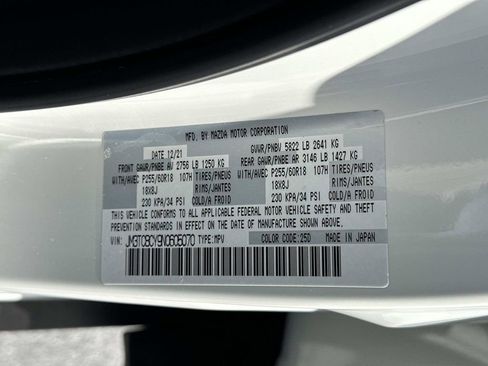 MFD. BY MAZDA MOTOR CORPORATION
DATE 12/21 GVWR/PNBV 5822 LB 2641 KG
FRONT GAWR/PNBE AV 2756 LB 1250 KG REAR GAWR/PNBE AR 3146 LB 1427 KG
WITH/AVEC P255/60R18 107H TIRES/PNEUS WITH/AVEC P255/60R18 107H TIRES/PNEUS
18X8J RIMS/JANTES 18X8J RIMS/JANTES
230 KPA/34 PSI COLD/A FROID 230 KPA/34 PSI COLD/A FROID
THIS VEHICLE CONFORMS TO ALL APPLICABLE FEDERAL MOTOR VEHICLE SAFETY AND THEFT
PREVENTION STANDARDS IN EFFECT ON THE DATE OF MANUFACTURE SHOWN ABOVE.
VIN: JM3TCBCY9N0605070 TYPE:MPV COLOR CODE:25D MADE IN JAPAN